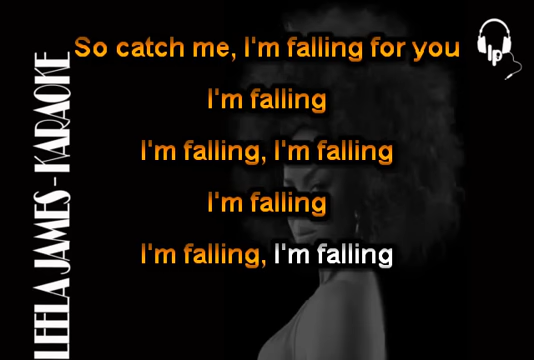 So catch me, I'm falling for you
I'm falling
I'm falling, I'm falling
I'm falling
I'm falling, I'm falling
LEELA JAMES-KARAOKE
lp